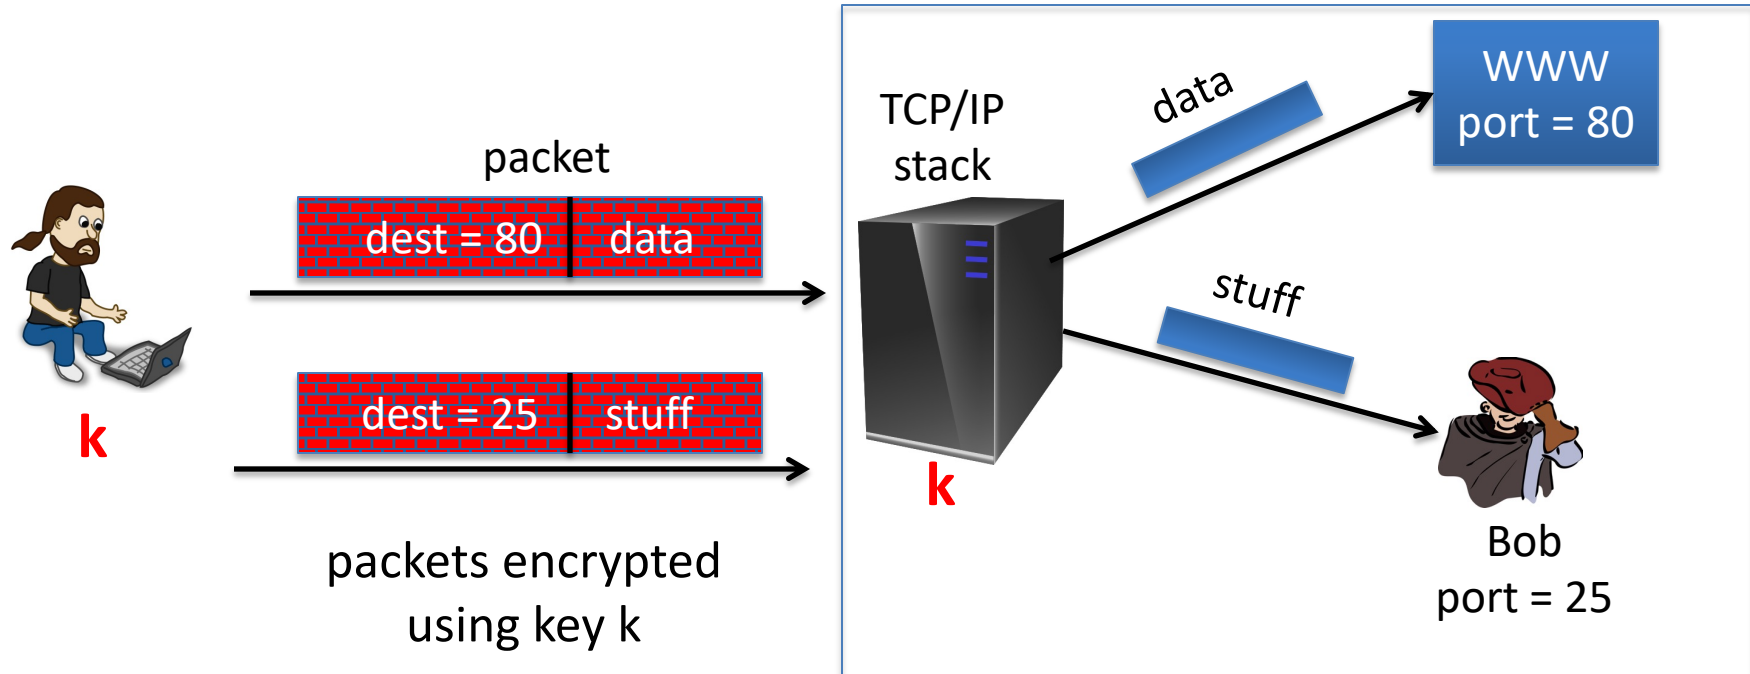 packet
dest = 80 data
k
dest = 25 stuff
packets encrypted
using key k
TCP/IP
stack
k
data
WWW
port = 80
stuff
Bob
port = 25